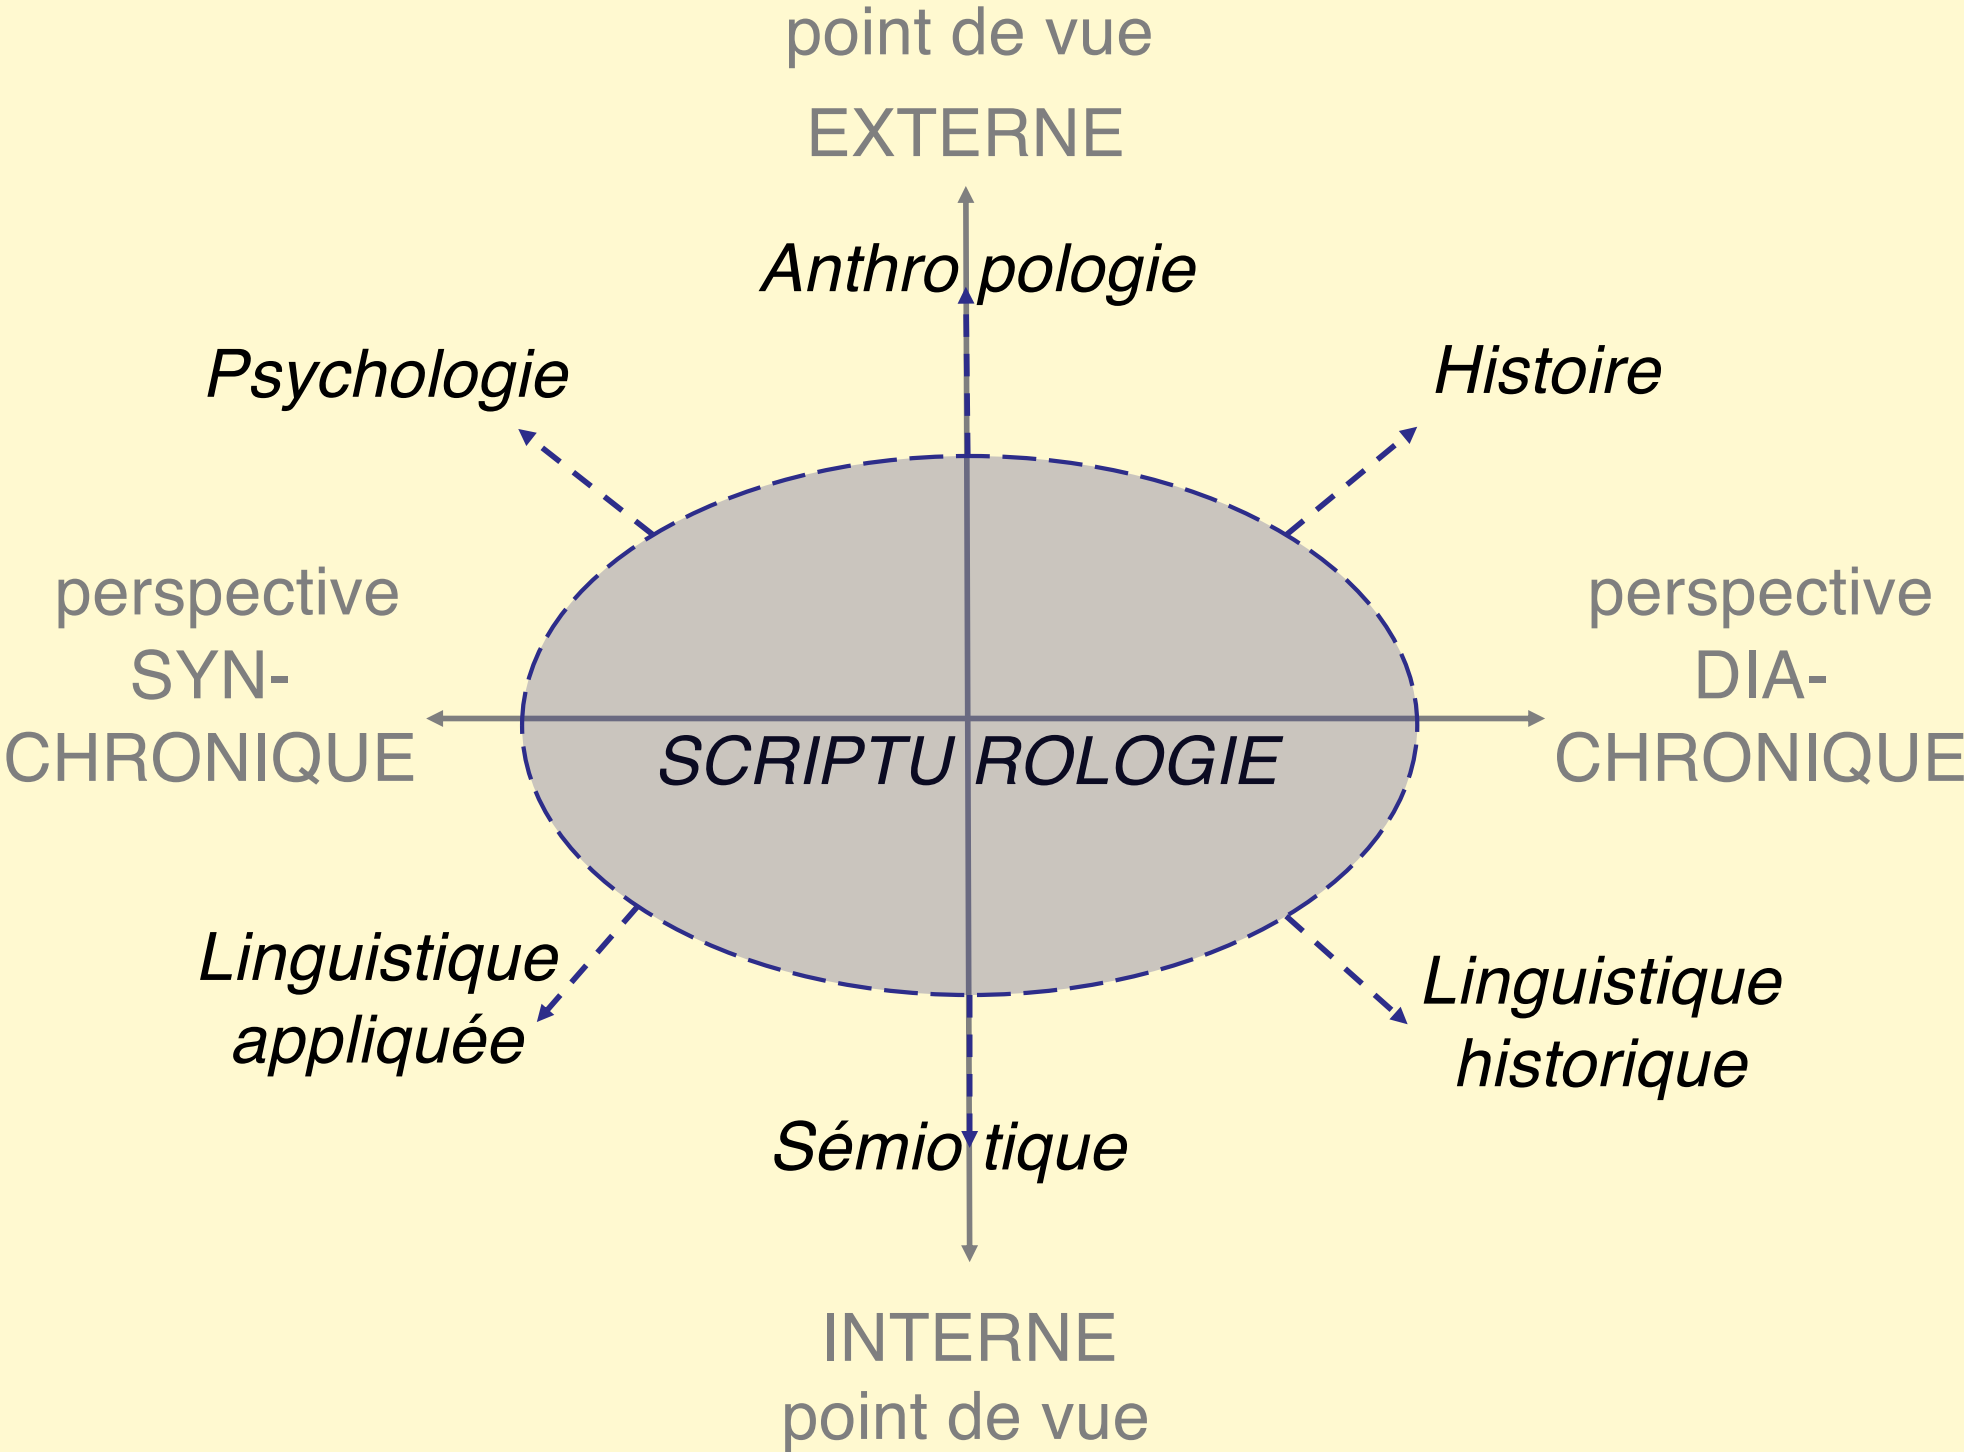 point de vue
EXTERNE
Anthro pologie
Psychologie
Histoire
perspective
SYN-
CHRONIQUE
perspective
DIA-
CHRONIQUE
SCRIPTU ROLOGIE
Linguistique
appliquée
Linguistique
historique
Sémio tique
INTERNE
point de vue